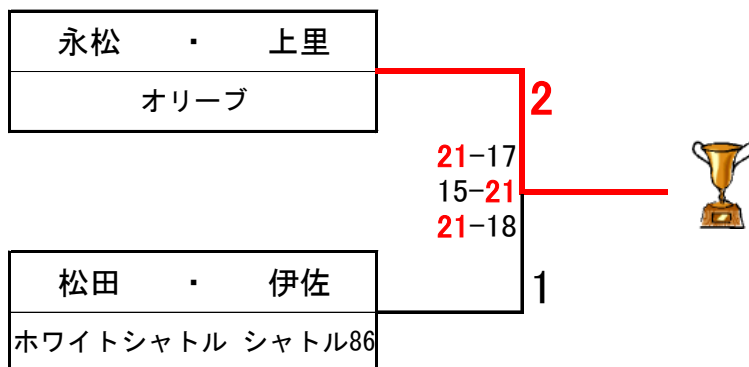 永松 ・ 上里
オリーブ
2
21-17
15-21
21-18
松田 ・ 伊佐
1
ホワイトシャトル シャトル86